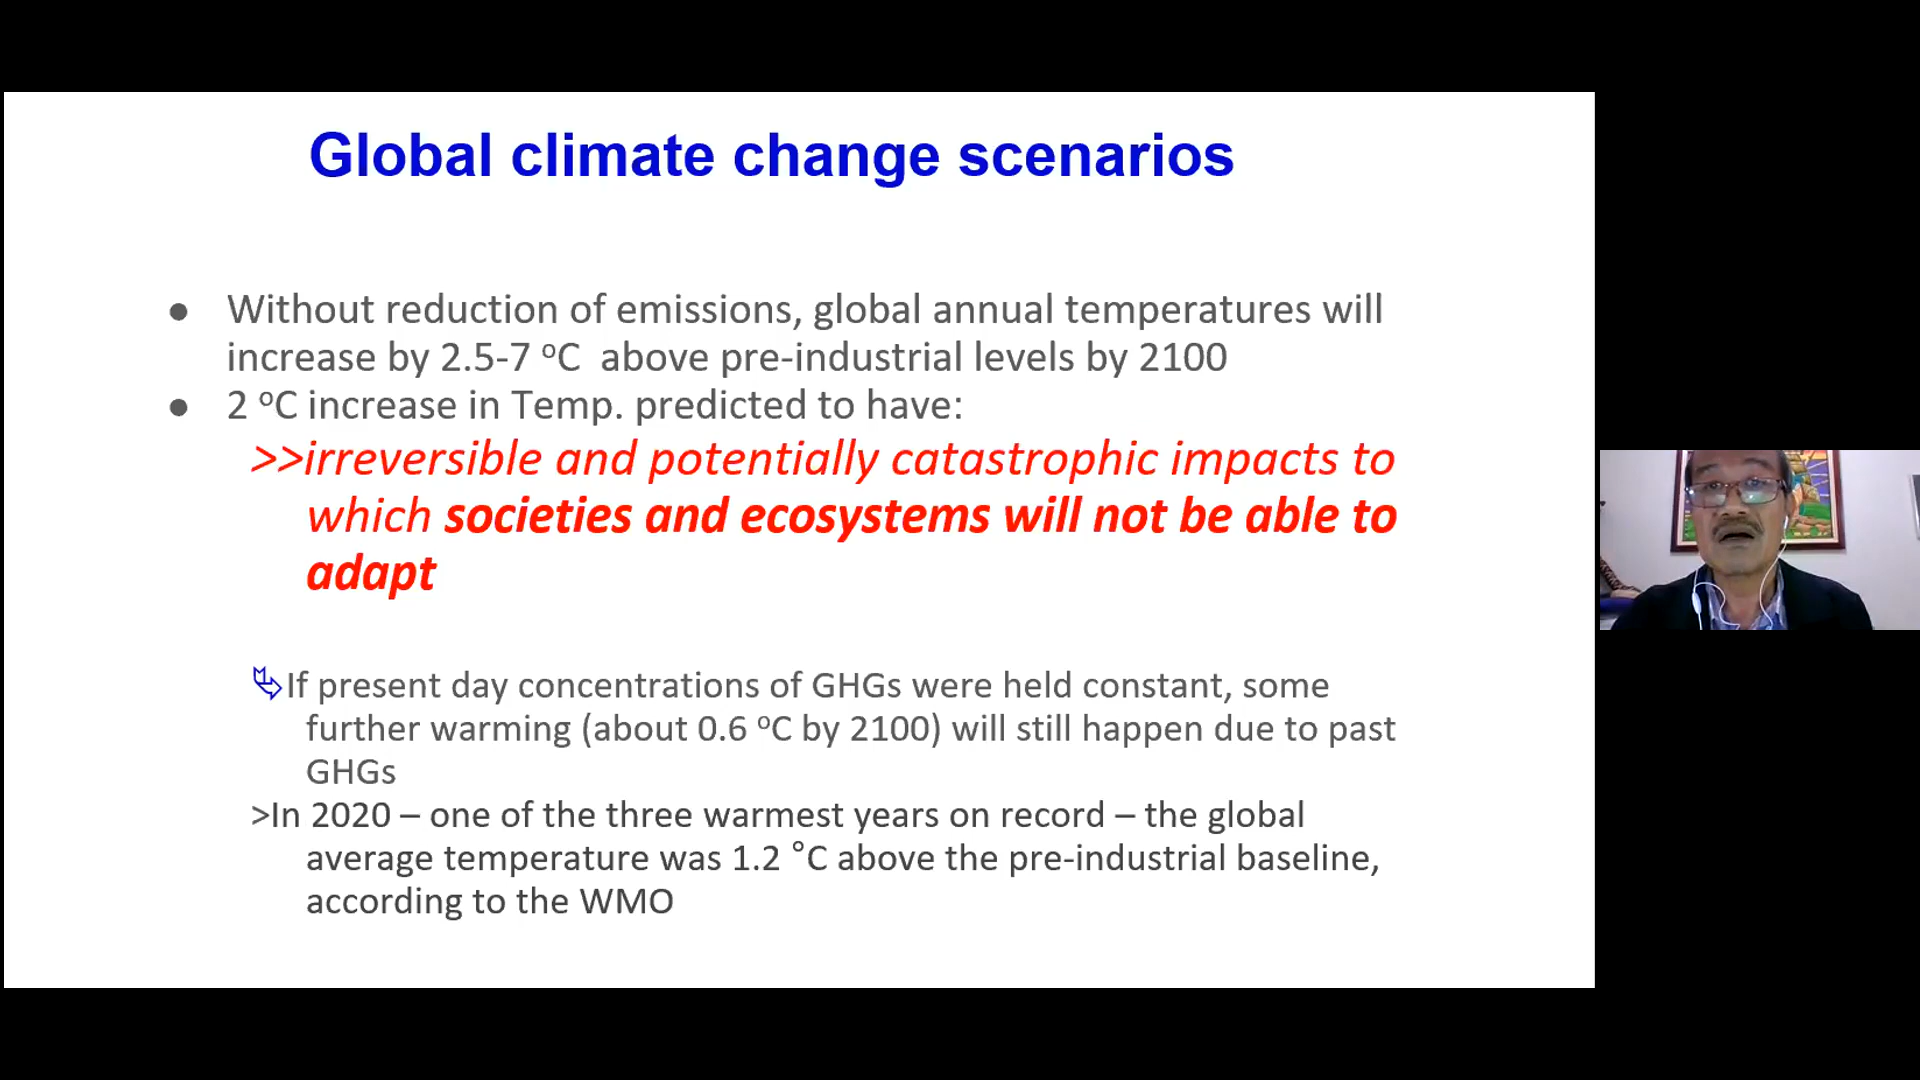 Global climate change scenarios
● Without reduction of emissions, global annual temperatures will
increase by 2.5-7 ᵒC above pre-industrial levels by 2100
● 2 ᵒC increase in Temp. predicted to have:
>>irreversible and potentially catastrophic impacts to
which societies and ecosystems will not be able to
adapt
If present day concentrations of GHGs were held constant, some
further warming (about 0.6 ᵒC by 2100) will still happen due to past
GHGs
>In 2020 – one of the three warmest years on record – the global
average temperature was 1.2 °C above the pre-industrial baseline,
according to the WMO